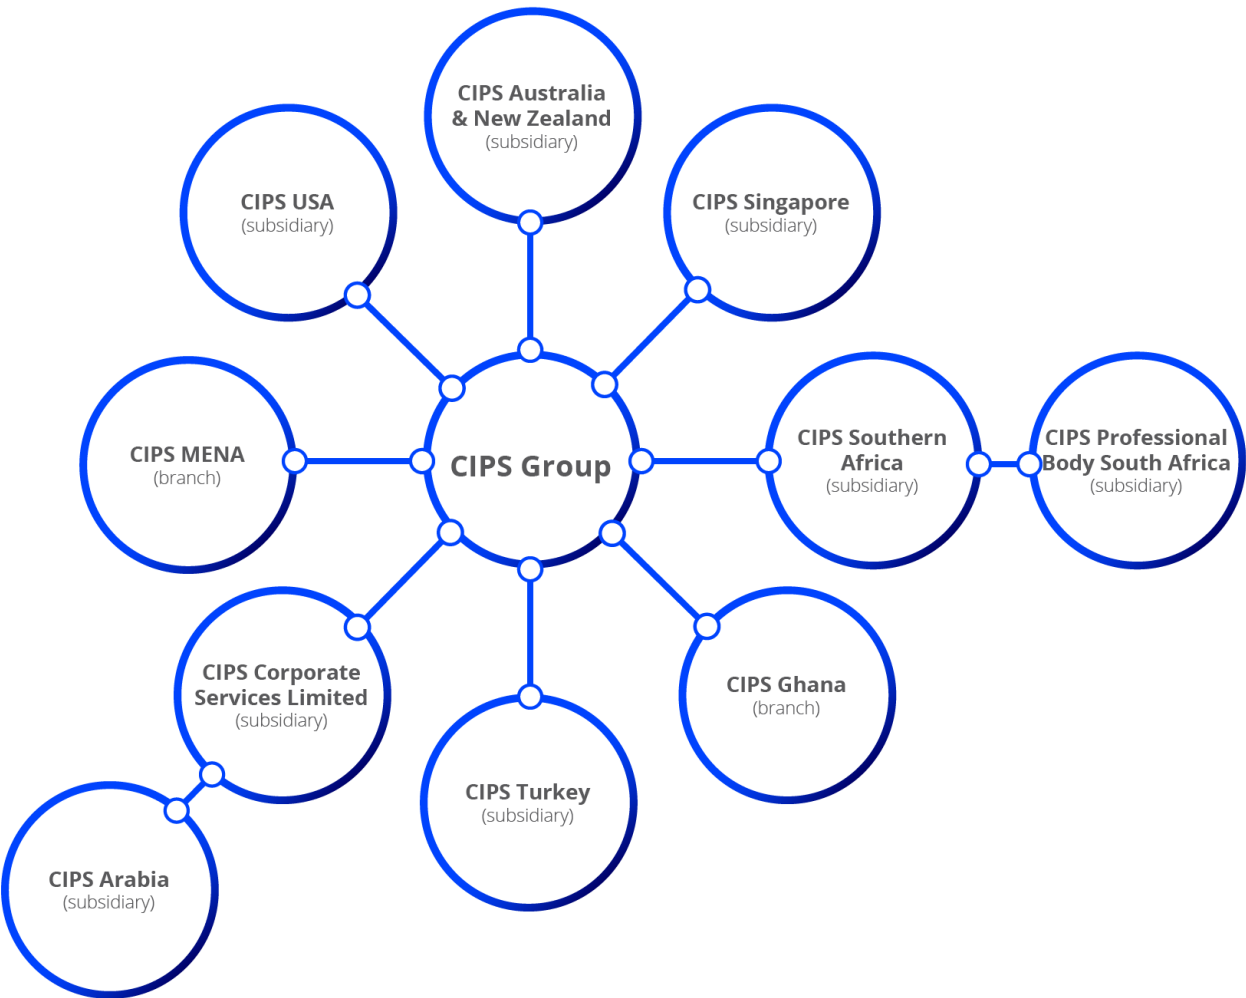 CIPS Australia
& New Zealand
(subsidiary)
CIPS USA
(subsidiary)
CIPS Singapore
(subsidiary)
CIPS MENA
(branch)
CIPS Group
CIPS Southern
Africa
(subsidiary)
CIPS Professional
Body South Africa
(subsidiary)
CIPS Corporate
Services Limited
(subsidiary)
CIPS Ghana
(branch)
CIPS Turkey
(subsidiary)
CIPS Arabia
(subsidiary)